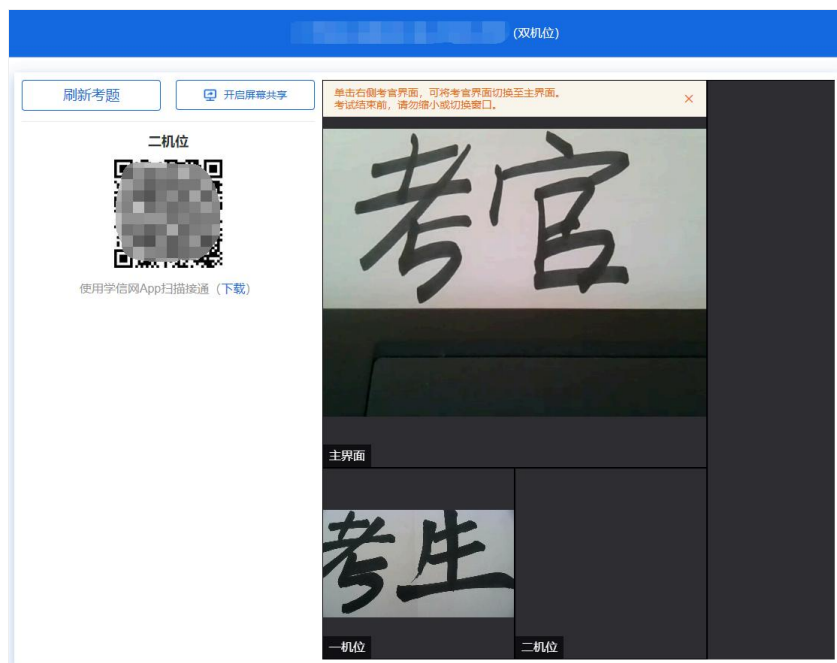 (双机位)
刷新考题
开启屏幕共享
二机位
使用学信网App扫描接通（下载）
单击右侧考官界面，可将考官界面切换至主界面。
考试结束前，请勿缩小或切换窗口。
考官
主界面
考生
一机位
二机位